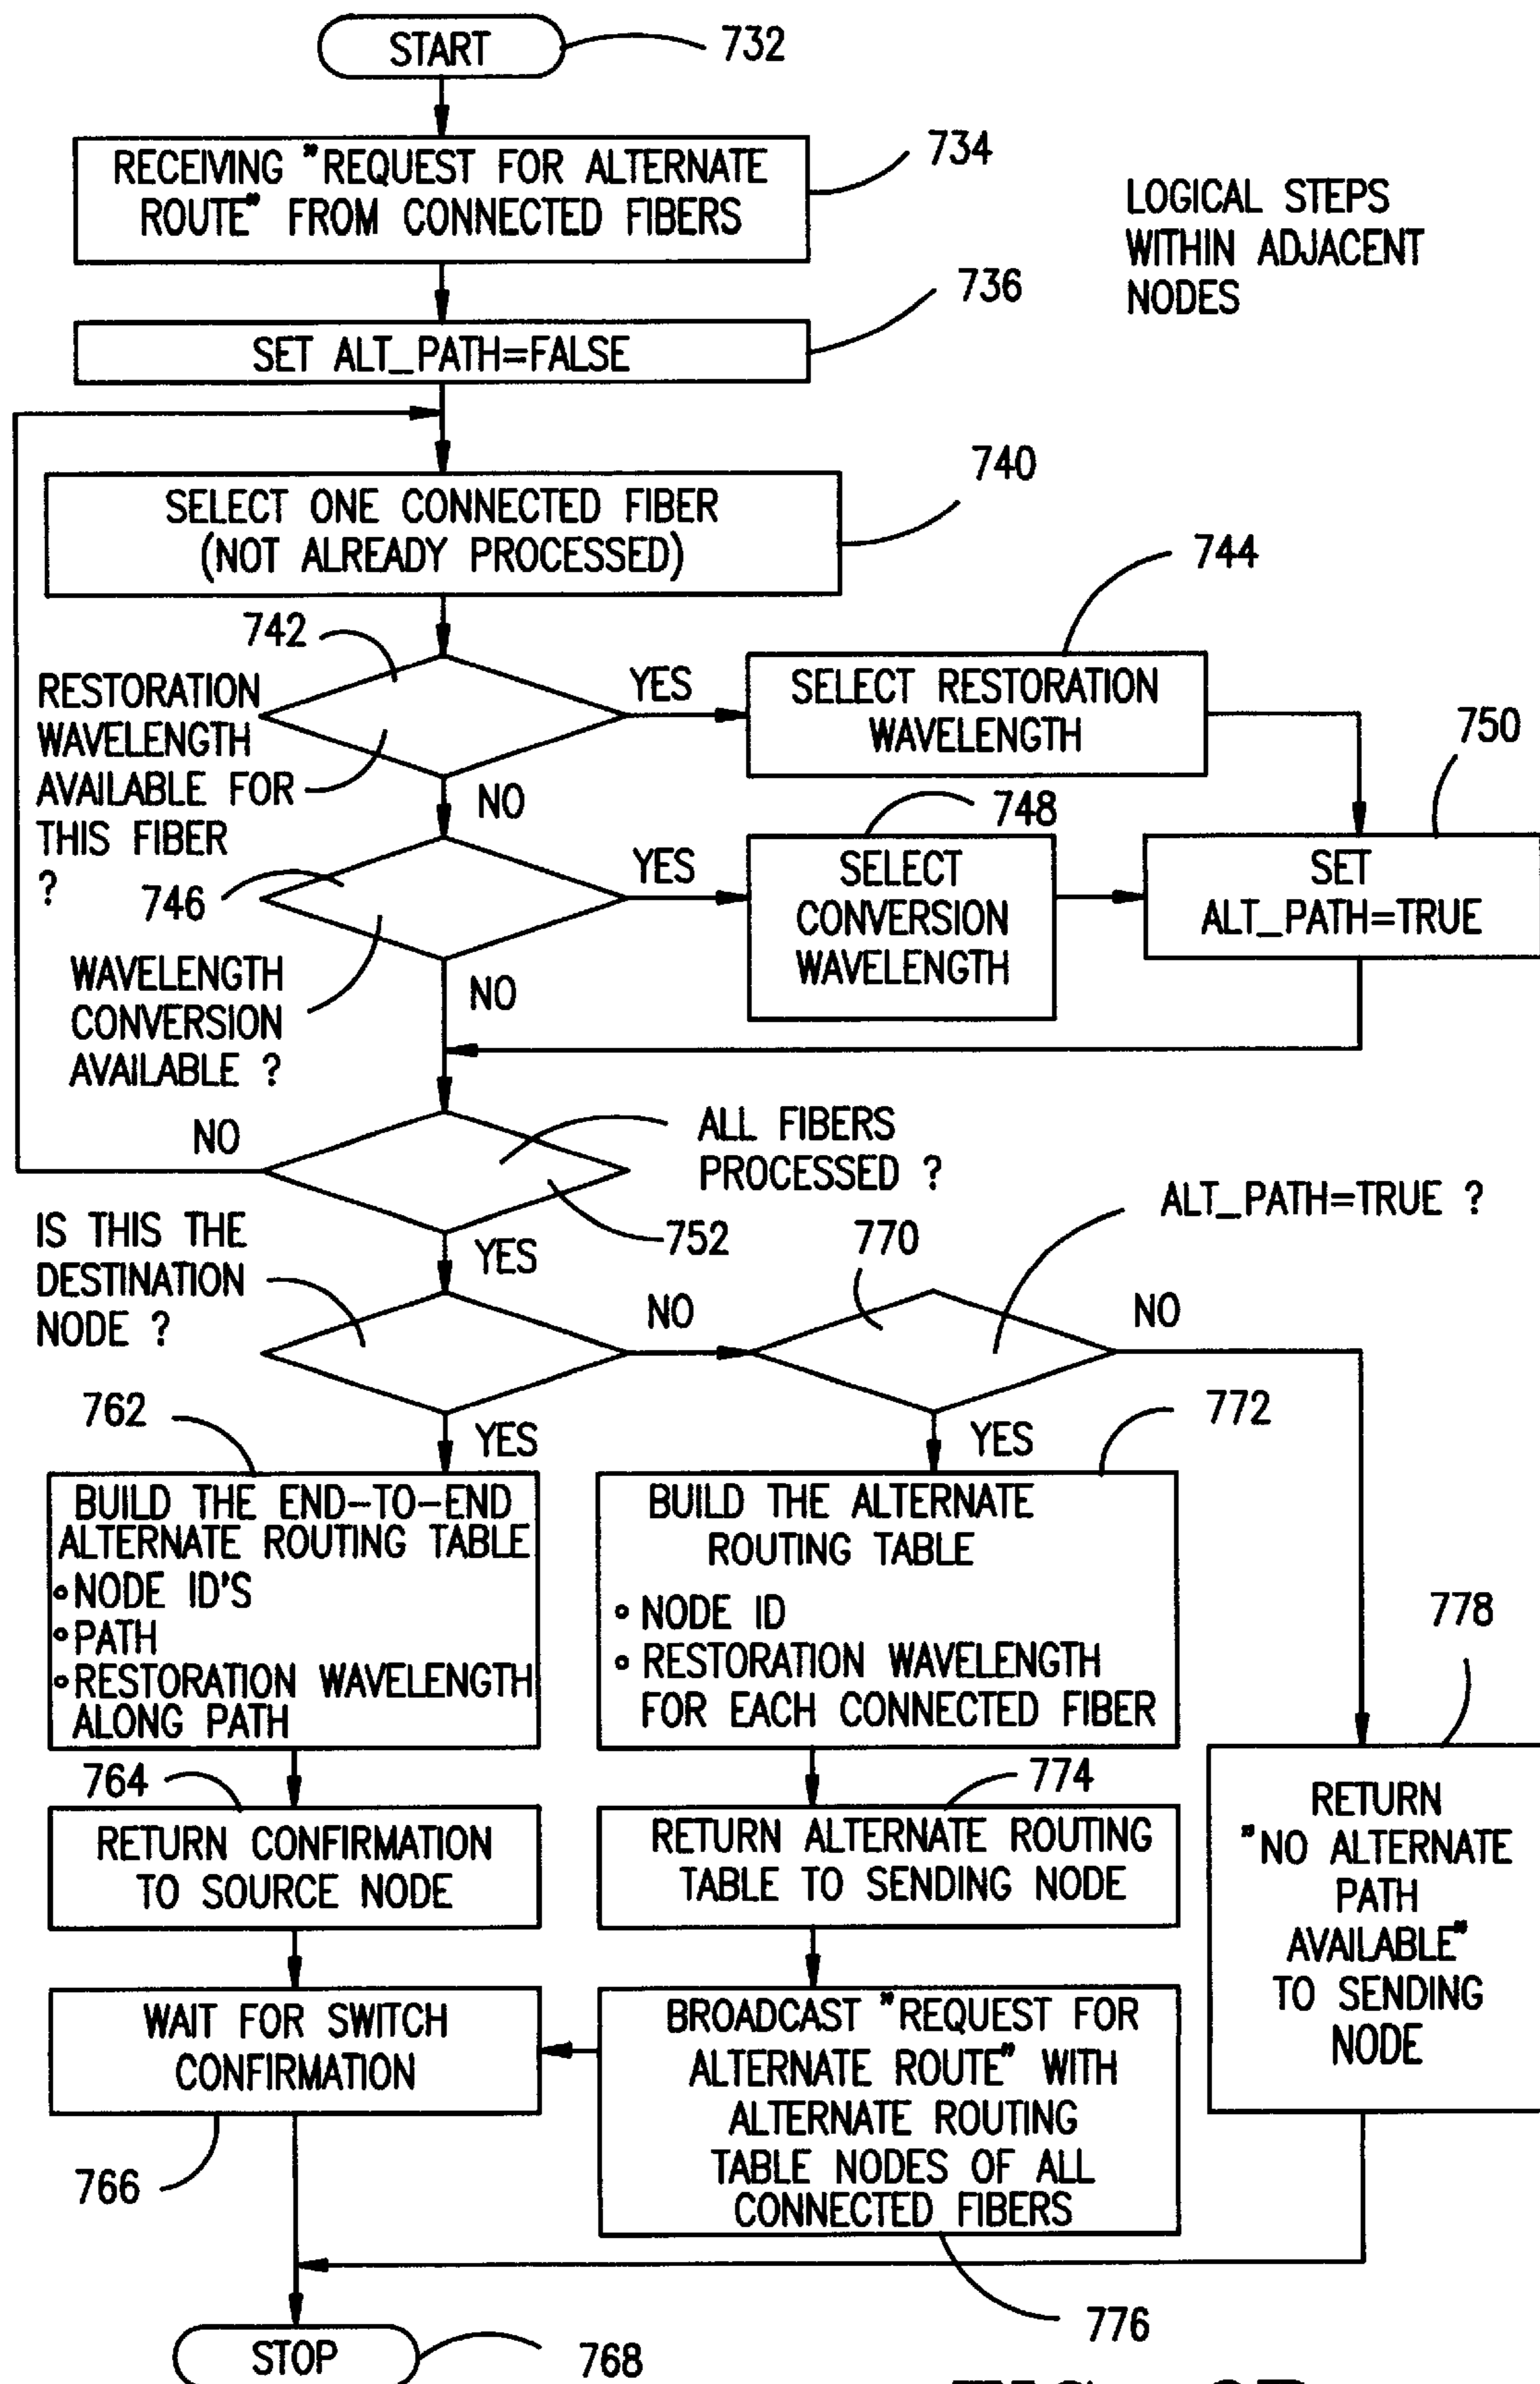 START
732
RECEIVING "REQUEST FOR ALTERNATE
ROUTE" FROM CONNECTED FIBERS
734
LOGICAL STEPS
WITHIN ADJACENT
NODES
SET ALT_PATH=FALSE
736
SELECT ONE CONNECTED FIBER
(NOT ALREADY PROCESSED)
740
742
RESTORATION
WAVELENGTH
AVAILABLE FOR
THIS FIBER
?
YES
NO
SELECT RESTORATION
WAVELENGTH
744
746
WAVELENGTH
CONVERSION
AVAILABLE ?
YES
NO
SELECT
CONVERSION
WAVELENGTH
748
SET
ALT_PATH=TRUE
750
NO
ALL FIBERS
PROCESSED ?
752
YES
IS THIS THE
DESTINATION
NODE ?
NO
YES
770
ALT_PATH=TRUE ?
NO
YES
762
BUILD THE END-TO-END
ALTERNATE ROUTING TABLE
∘NODE ID'S
∘PATH
∘RESTORATION WAVELENGTH
ALONG PATH
772
BUILD THE ALTERNATE
ROUTING TABLE
∘ NODE ID
∘ RESTORATION WAVELENGTH
FOR EACH CONNECTED FIBER
764
RETURN CONFIRMATION
TO SOURCE NODE
774
RETURN ALTERNATE ROUTING
TABLE TO SENDING NODE
778
RETURN
"NO ALTERNATE
PATH
AVAILABLE"
TO SENDING
NODE
WAIT FOR SWITCH
CONFIRMATION
766
BROADCAST "REQUEST FOR
ALTERNATE ROUTE" WITH
ALTERNATE ROUTING
TABLE NODES OF ALL
CONNECTED FIBERS
776
STOP
768